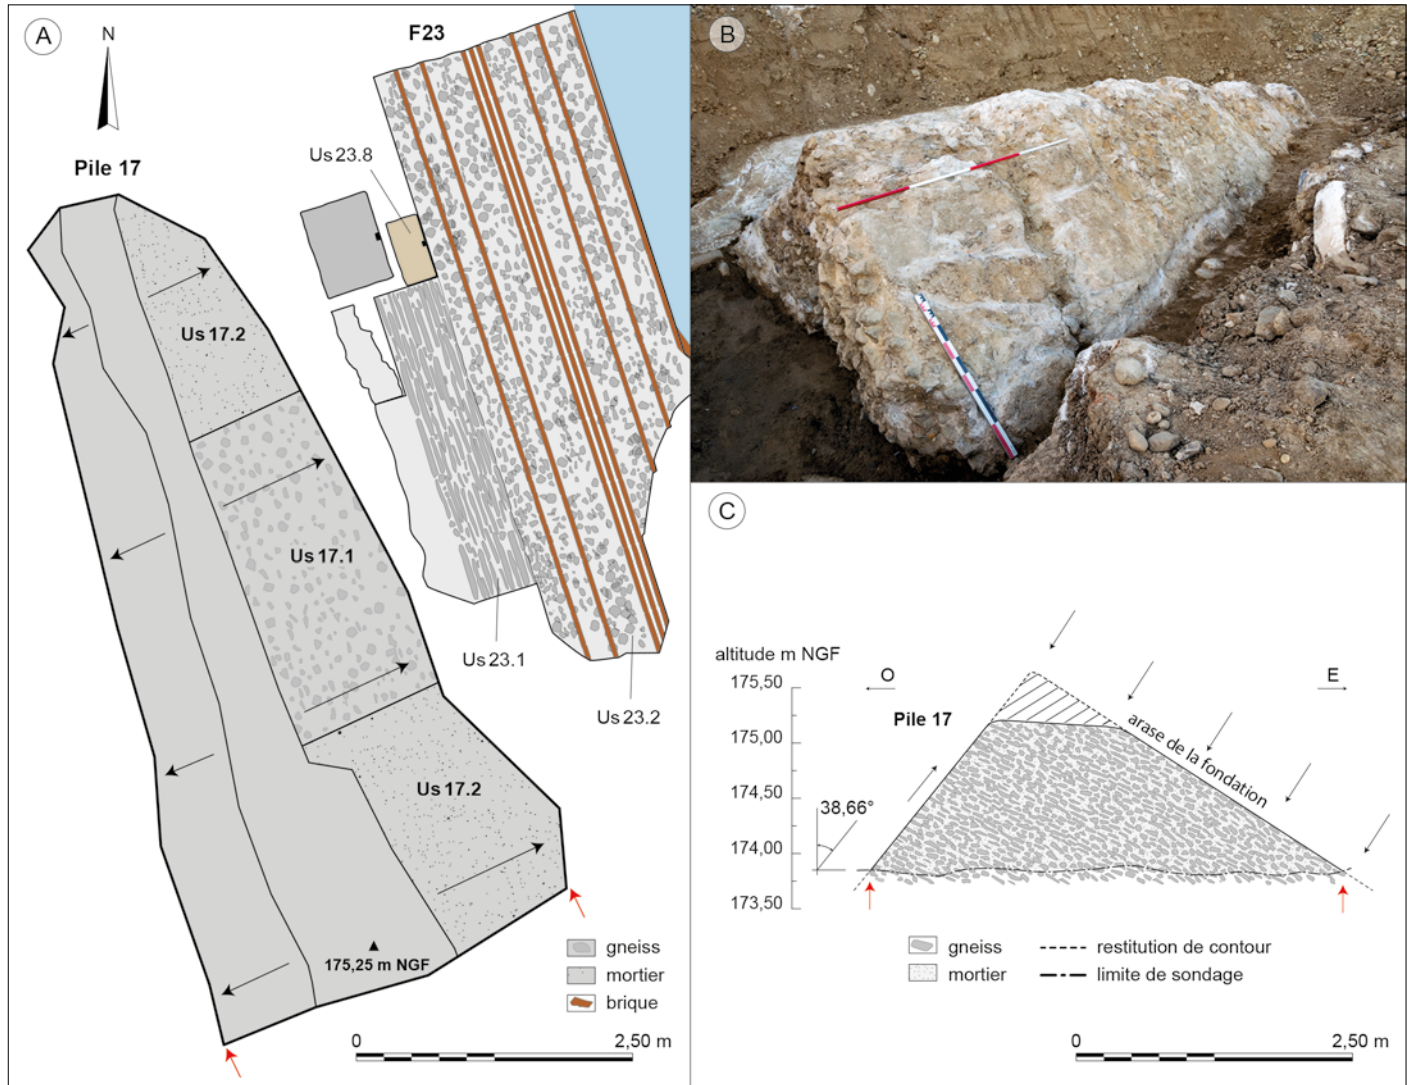 A
N
F23
Us 23.8
Pile 17
Us 17.2
Us 17.1
Us 23.1
Us 23.2
Us 17.2
175,25 m NGF
gneiss
mortier
brique
0
2,50 m
B
C
altitude m NGF
175,50
175,00
174,50
174,00
173,50
O
E
Pile 17
arase de la fondation
38,66°
gneiss
mortier
restitution de contour
limite de sondage
0
2,50 m